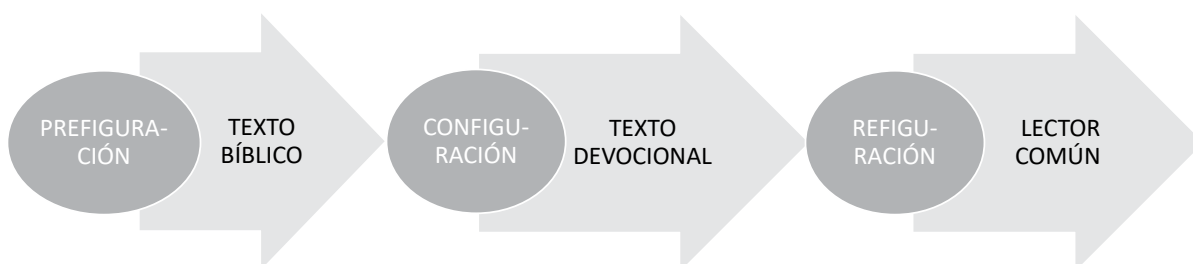 PREFIGURA-
CIÓN
TEXTO
BÍBLICO
CONFIGU-
RACIÓN
TEXTO
DEVOCIONAL
REFIGU-
RACIÓN
LECTOR
COMÚN